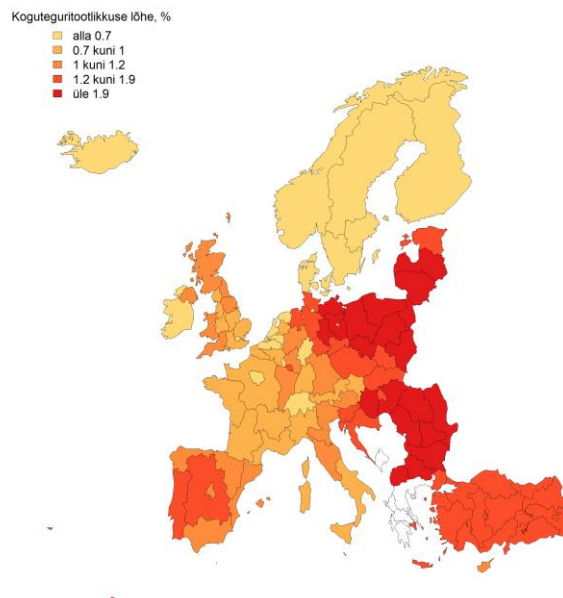 Koguteguritootlikkuse lõhe, %
alla 0.7
0.7 kuni 1
1 kuni 1.2
1.2 kuni 1.9
üle 1.9